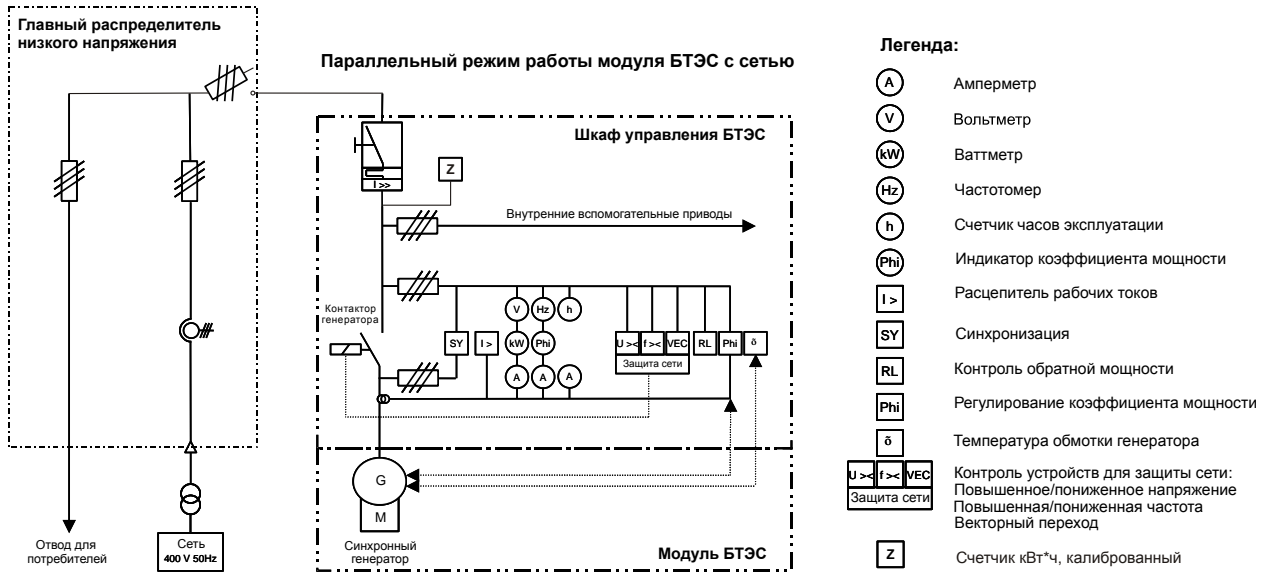 Главный распределитель
низкого напряжения
Параллельный режим работы модуля БТЭС с сетью
Шкаф управления БТЭС
I >>
Z
Внутренние вспомогательные приводы
Контактор
генератора
V Hz h
SY I > kW Phi U >< f >< VEC RL Phi õ
Защита сети
A A A
G
M
Синхронный
генератор
Модуль БТЭС
Отвод для
потребителей
Сеть
400 V 50Hz
Легенда:
A Амперметр
V Вольтметр
kW Ваттметр
Hz Частотомер
h Счетчик часов эксплуатации
Phi Индикатор коэффициента мощности
I > Расцепитель рабочих токов
SY Синхронизация
RL Контроль обратной мощности
Phi Регулирование коэффициента мощности
õ Температура обмотки генератора
U >< f >< VEC Контроль устройств для защиты сети:
Защита сети Повышенное/пониженное напряжение
Повышенная/пониженная частота
Векторный переход
Z Счетчик кВт*ч, калиброванный